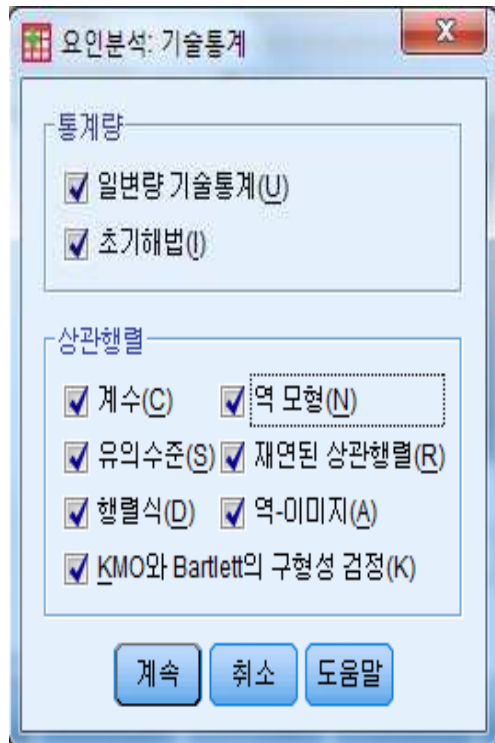 요인분석: 기술통계
통계량
일변량 기술통계(U)
초기해법(I)
상관행렬
계수(C) 역 모형(N)
유의수준(S) 재연된 상관행렬(R)
행렬식(D) 역-이미지(A)
KMO와 Bartlett의 구형성 검정(K)
계속 취소 도움말